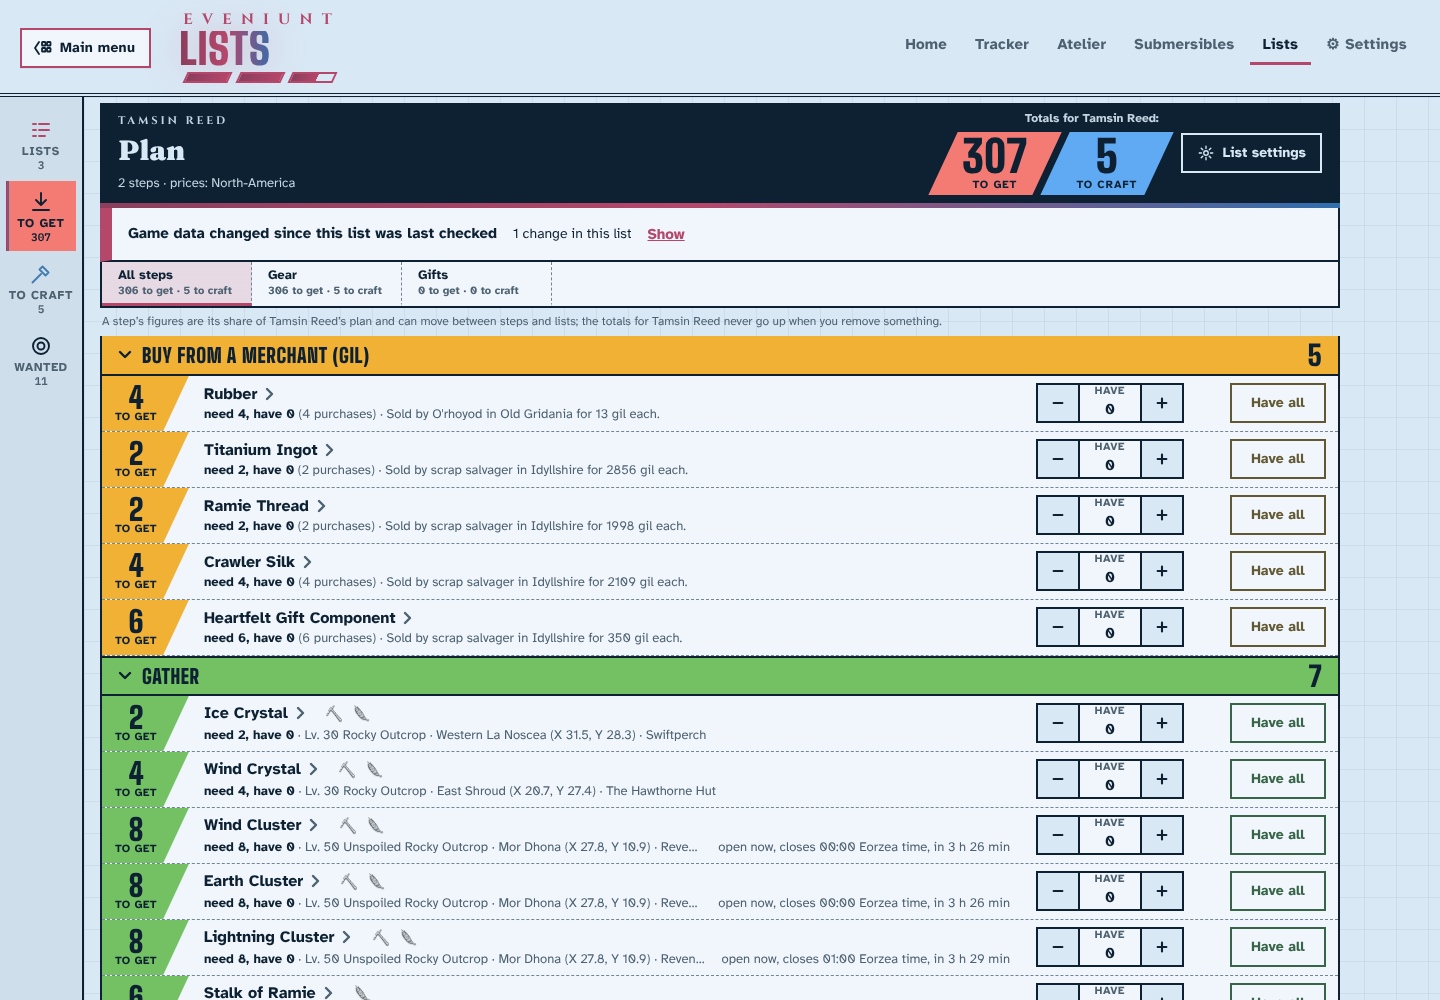 Main menu
EVENIUNT
LISTS
Home
Tracker
Atelier
Submersibles
Lists
Settings
LISTS
3
TO GET
307
TO CRAFT
5
WANTED
11
TAMSIN REED
Plan
2 steps · prices: North-America
Totals for Tamsin Reed:
307
TO GET
5
TO CRAFT
List settings
Game data changed since this list was last checked 1 change in this list Show
All steps
306 to get · 5 to craft
Gear
306 to get · 5 to craft
Gifts
0 to get · 0 to craft
A step's figures are its share of Tamsin Reed's plan and can move between steps and lists; the totals for Tamsin Reed never go up when you remove something.
BUY FROM A MERCHANT (GIL) 5
4
TO GET
Rubber
need 4, have 0 (4 purchases) · Sold by O'rhoyod in Old Gridania for 13 gil each.
− HAVE 0 + Have all
2
TO GET
Titanium Ingot
need 2, have 0 (2 purchases) · Sold by scrap salvager in Idyllshire for 2856 gil each.
− HAVE 0 + Have all
2
TO GET
Ramie Thread
need 2, have 0 (2 purchases) · Sold by scrap salvager in Idyllshire for 1998 gil each.
− HAVE 0 + Have all
4
TO GET
Crawler Silk
need 4, have 0 (4 purchases) · Sold by scrap salvager in Idyllshire for 2109 gil each.
− HAVE 0 + Have all
6
TO GET
Heartfelt Gift Component
need 6, have 0 (6 purchases) · Sold by scrap salvager in Idyllshire for 350 gil each.
− HAVE 0 + Have all
GATHER 7
2
TO GET
Ice Crystal
need 2, have 0 · Lv. 30 Rocky Outcrop · Western La Noscea (X 31.5, Y 28.3) · Swiftperch
− HAVE 0 + Have all
4
TO GET
Wind Crystal
need 4, have 0 · Lv. 30 Rocky Outcrop · East Shroud (X 20.7, Y 27.4) · The Hawthorne Hut
− HAVE 0 + Have all
8
TO GET
Wind Cluster
need 8, have 0 · Lv. 50 Unspoiled Rocky Outcrop · Mor Dhona (X 27.8, Y 10.9) · Reve... open now, closes 00:00 Eorzea time, in 3 h 26 min
− HAVE 0 + Have all
8
TO GET
Earth Cluster
need 8, have 0 · Lv. 50 Unspoiled Rocky Outcrop · Mor Dhona (X 27.8, Y 10.9) · Reve... open now, closes 00:00 Eorzea time, in 3 h 26 min
− HAVE 0 + Have all
8
TO GET
Lightning Cluster
need 8, have 0 · Lv. 50 Unspoiled Rocky Outcrop · Mor Dhona (X 27.8, Y 10.9) · Reven... open now, closes 01:00 Eorzea time, in 3 h 29 min
− HAVE 0 + Have all
6
Stalk of Ramie
HAVE
Have all